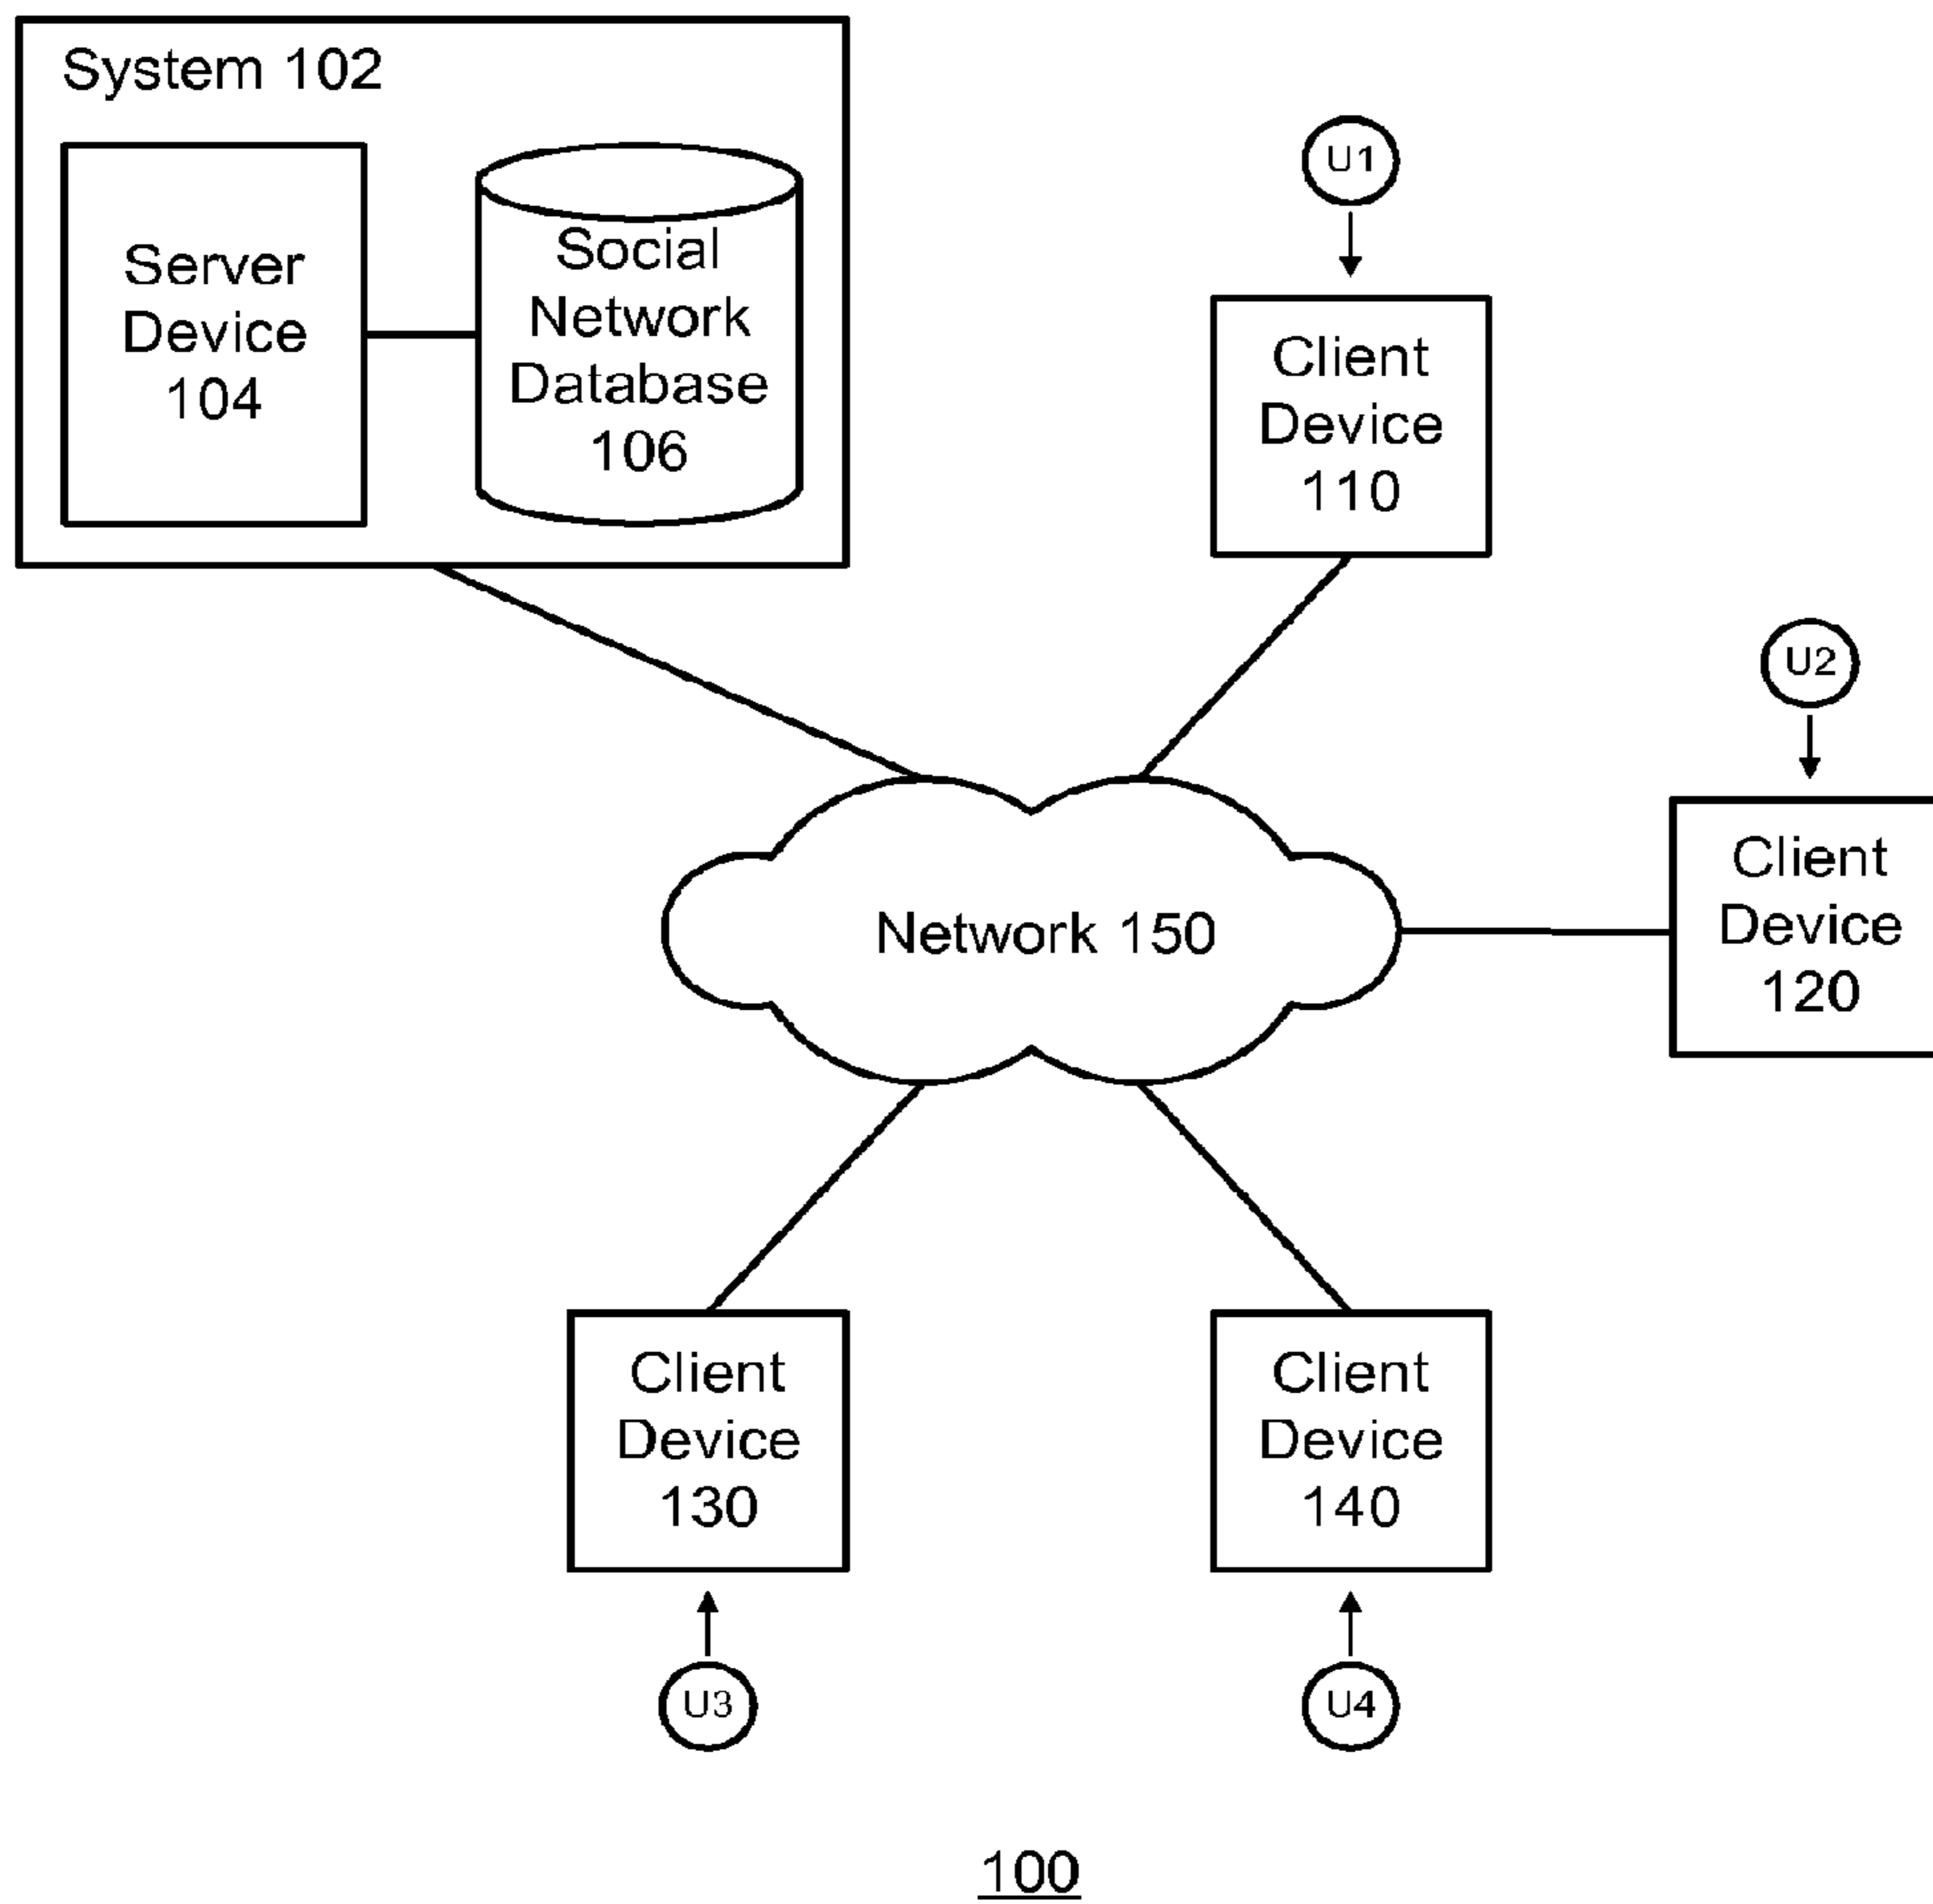 System 102
Server
Device
104
Social
Network
Database
106
U1
Client
Device
110
U2
Client
Device
120
Network 150
Client
Device
130
Client
Device
140
U3
U4
100